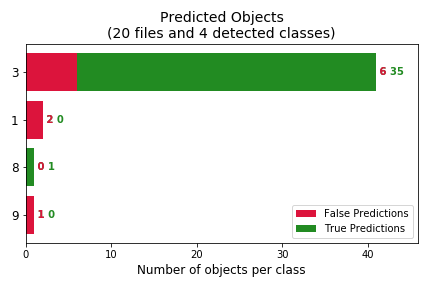 Predicted Objects
(20 files and 4 detected classes)
3 6 35
1 2 0
8 0 1
9 1 0
False Predictions
True Predictions
0 10 20 30 40
Number of objects per class